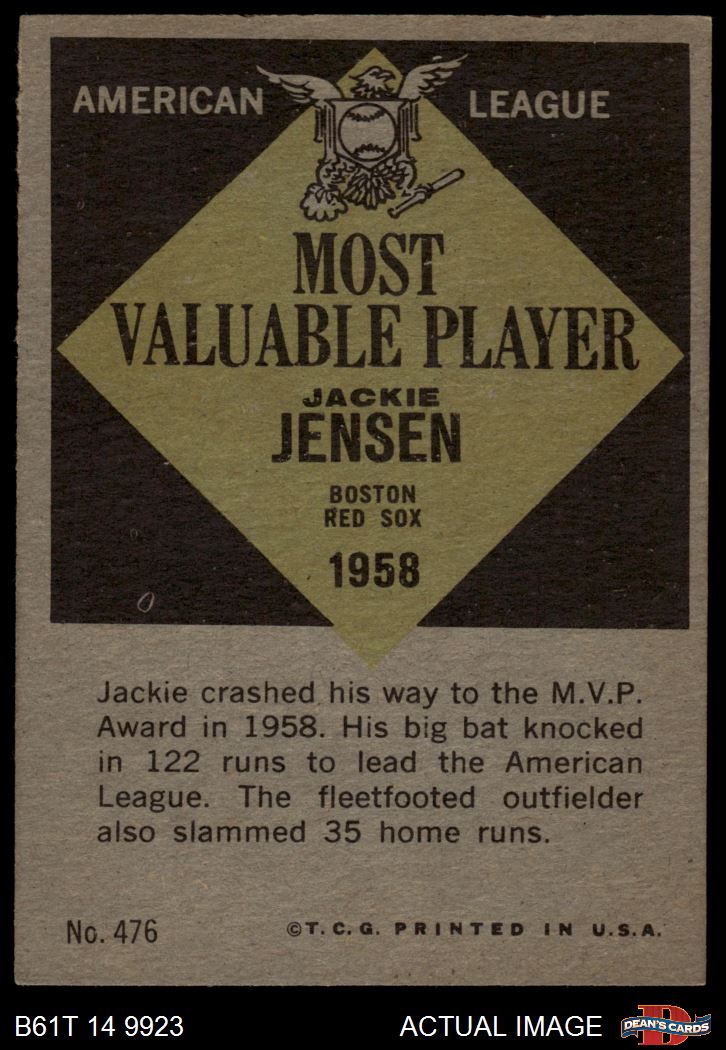 AMERICAN LEAGUE
MOST
VALUABLE PLAYER
JACKIE
JENSEN
BOSTON
RED SOX
1958
Jackie crashed his way to the M.V.P.
Award in 1958. His big bat knocked
in 122 runs to lead the American
League. The fleetfooted outfielder
also slammed 35 home runs.
No. 476 ©T.C.G. PRINTED IN U.S.A.
B61T 14 9923 ACTUAL IMAGE D DEAN'S CARDS